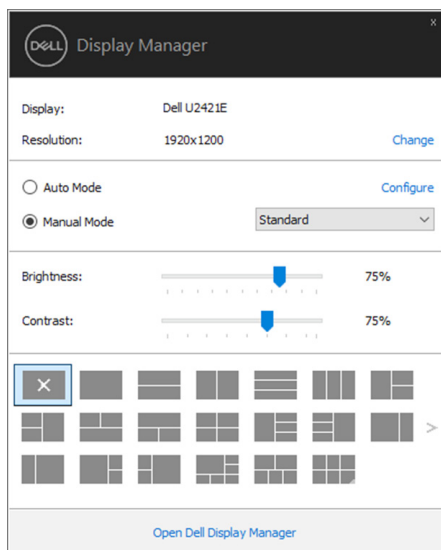 x
DELL Display Manager
Display: Dell U2421E
Resolution: 1920x1200 Change
Auto Mode Configure
Manual Mode Standard
Brightness: 75%
Contrast: 75%
Open Dell Display Manager